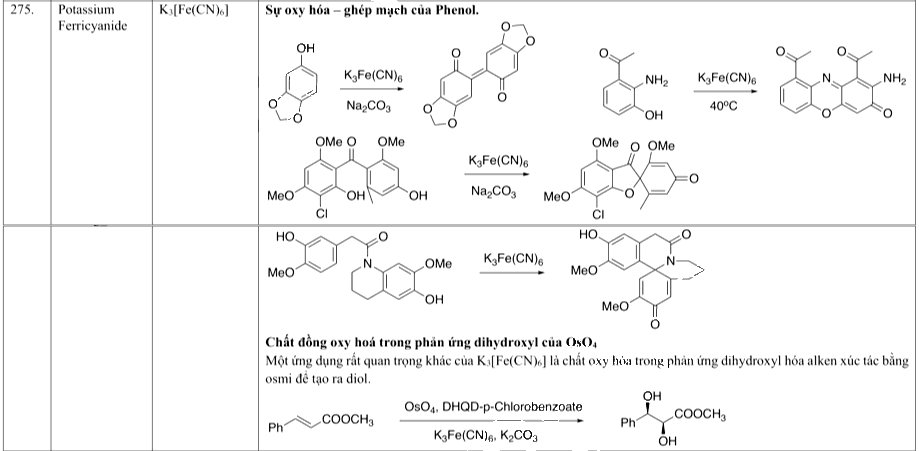 275. Potassium Ferricyanide K₃[Fe(CN)₆] Sự oxy hóa – ghép mạch của Phenol.
OH K₃Fe(CN)₆ Na₂CO₃ O O
O O O O O O
O NH₂ OH K₃Fe(CN)₆ 40°C O O N NH₂ O O
OMe O OMe MeO OH OH Cl K₃Fe(CN)₆ Na₂CO₃ OMe O OMe MeO O O Cl
HO O MeO N OMe OH K₃Fe(CN)₆ HO O MeO N MeO O
Chất đồng oxy hoá trong phản ứng dihydroxyl của OsO₄
Một ứng dụng rất quan trọng khác của K₃[Fe(CN)₆] là chất oxy hóa trong phản ứng dihydroxyl hóa alken xúc tác bằng
osmi để tạo ra diol.
Ph COOCH₃ OsO₄, DHQD-p-Chlorobenzoate K₃Fe(CN)₆, K₂CO₃ OH Ph COOCH₃ OH